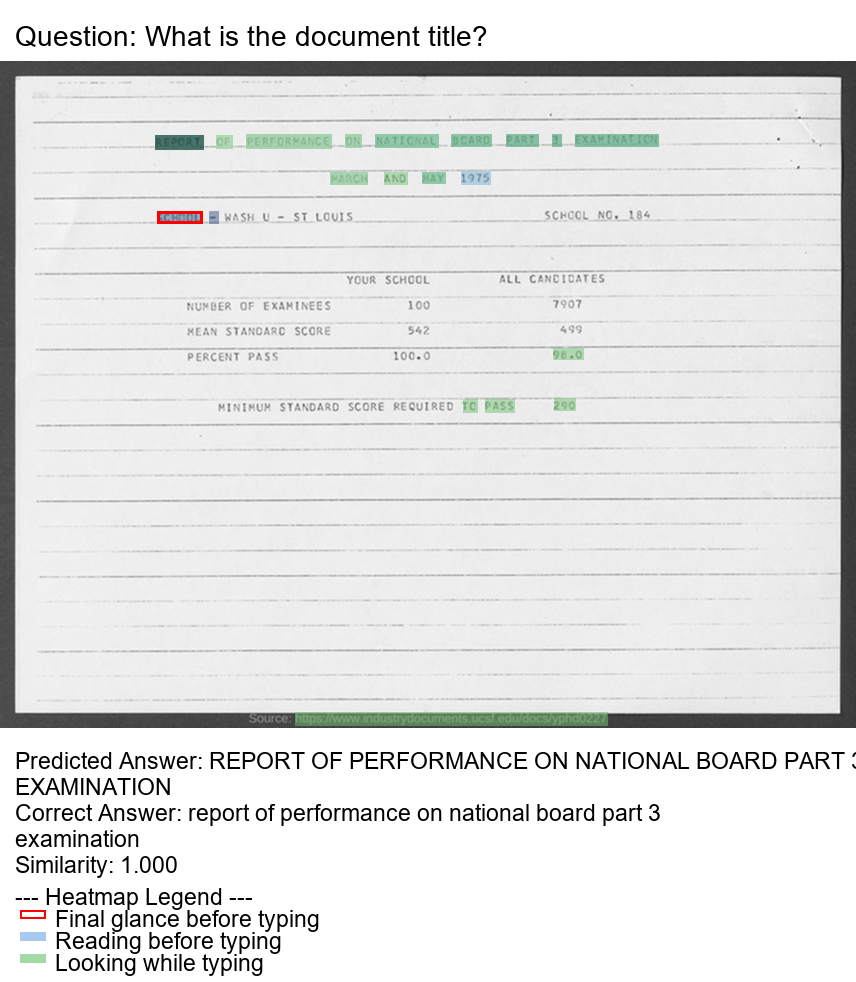 Question: What is the document title?
REPORT OF PERFORMANCE ON NATIONAL BOARD PART 3 EXAMINATION
MARCH AND MAY 1975
SCHOOL - WASH U - ST LOUIS SCHOOL NO. 184
YOUR SCHOOL ALL CANDIDATES
NUMBER OF EXAMINEES 100 7907
MEAN STANDARD SCORE 542 499
PERCENT PASS 100.0 98.0
MINIMUM STANDARD SCORE REQUIRED TO PASS 290
Source: https://www.industrydocuments.ucsf.edu/docs/yphd0227
Predicted Answer: REPORT OF PERFORMANCE ON NATIONAL BOARD PART 3
EXAMINATION
Correct Answer: report of performance on national board part 3
examination
Similarity: 1.000
--- Heatmap Legend ---
Final glance before typing
Reading before typing
Looking while typing